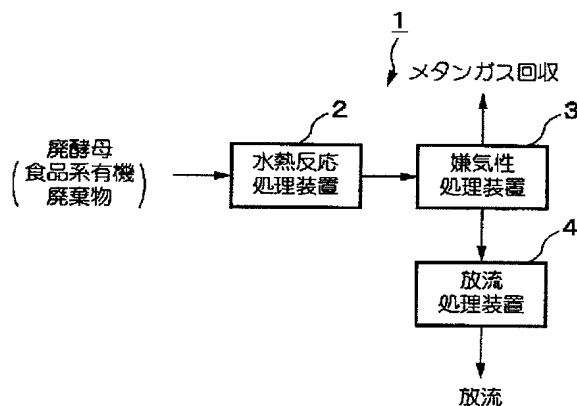 1
メタンガス回収
2
3
廃酵母
(食品系有機)
廃棄物
水熱反応
処理装置
嫌気性
処理装置
4
放流
処理装置
放流